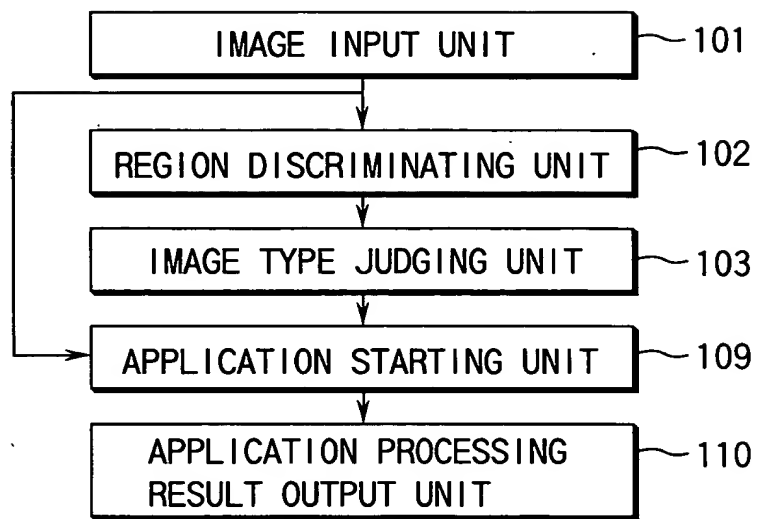 IMAGE INPUT UNIT 101
REGION DISCRIMINATING UNIT 102
IMAGE TYPE JUDGING UNIT 103
APPLICATION STARTING UNIT 109
APPLICATION PROCESSING
RESULT OUTPUT UNIT 110